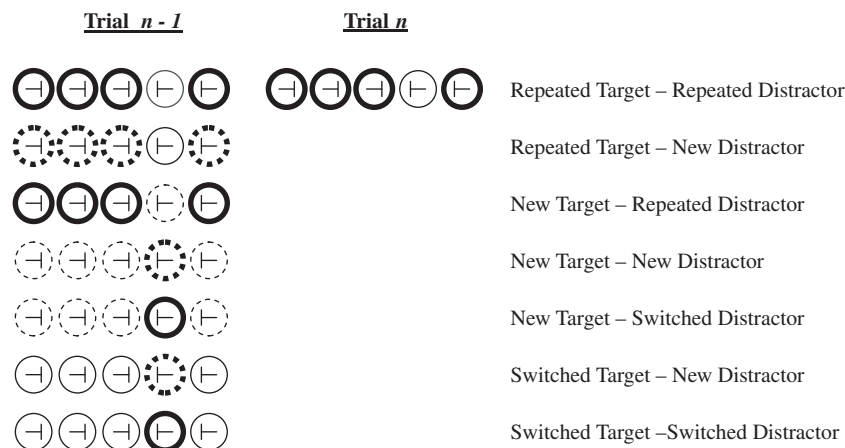 Trial n - 1 Trial n
Repeated Target – Repeated Distractor
Repeated Target – New Distractor
New Target – Repeated Distractor
New Target – New Distractor
New Target – Switched Distractor
Switched Target – New Distractor
Switched Target –Switched Distractor